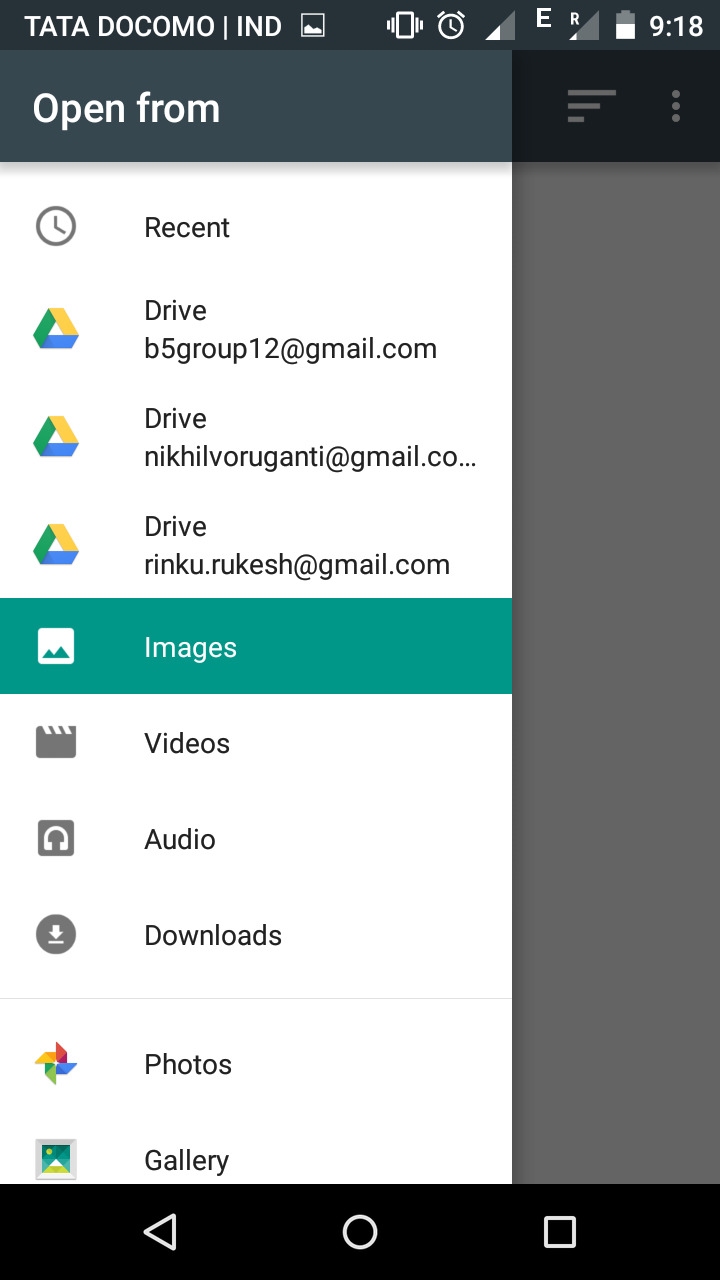 TATA DOCOMO | IND E R 9:18
Open from
Recent
Drive
b5group12@gmail.com
Drive
nikhilvoruganti@gmail.co...
Drive
rinku.rukesh@gmail.com
Images
Videos
Audio
Downloads
Photos
Gallery